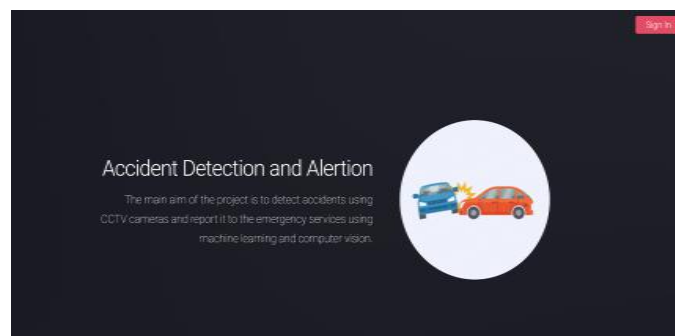 Sign In
Accident Detection and Alertion
The main aim of the project is to detect accidents using
CCTV cameras and report it to the emergency services using
machine learning and computer vision.